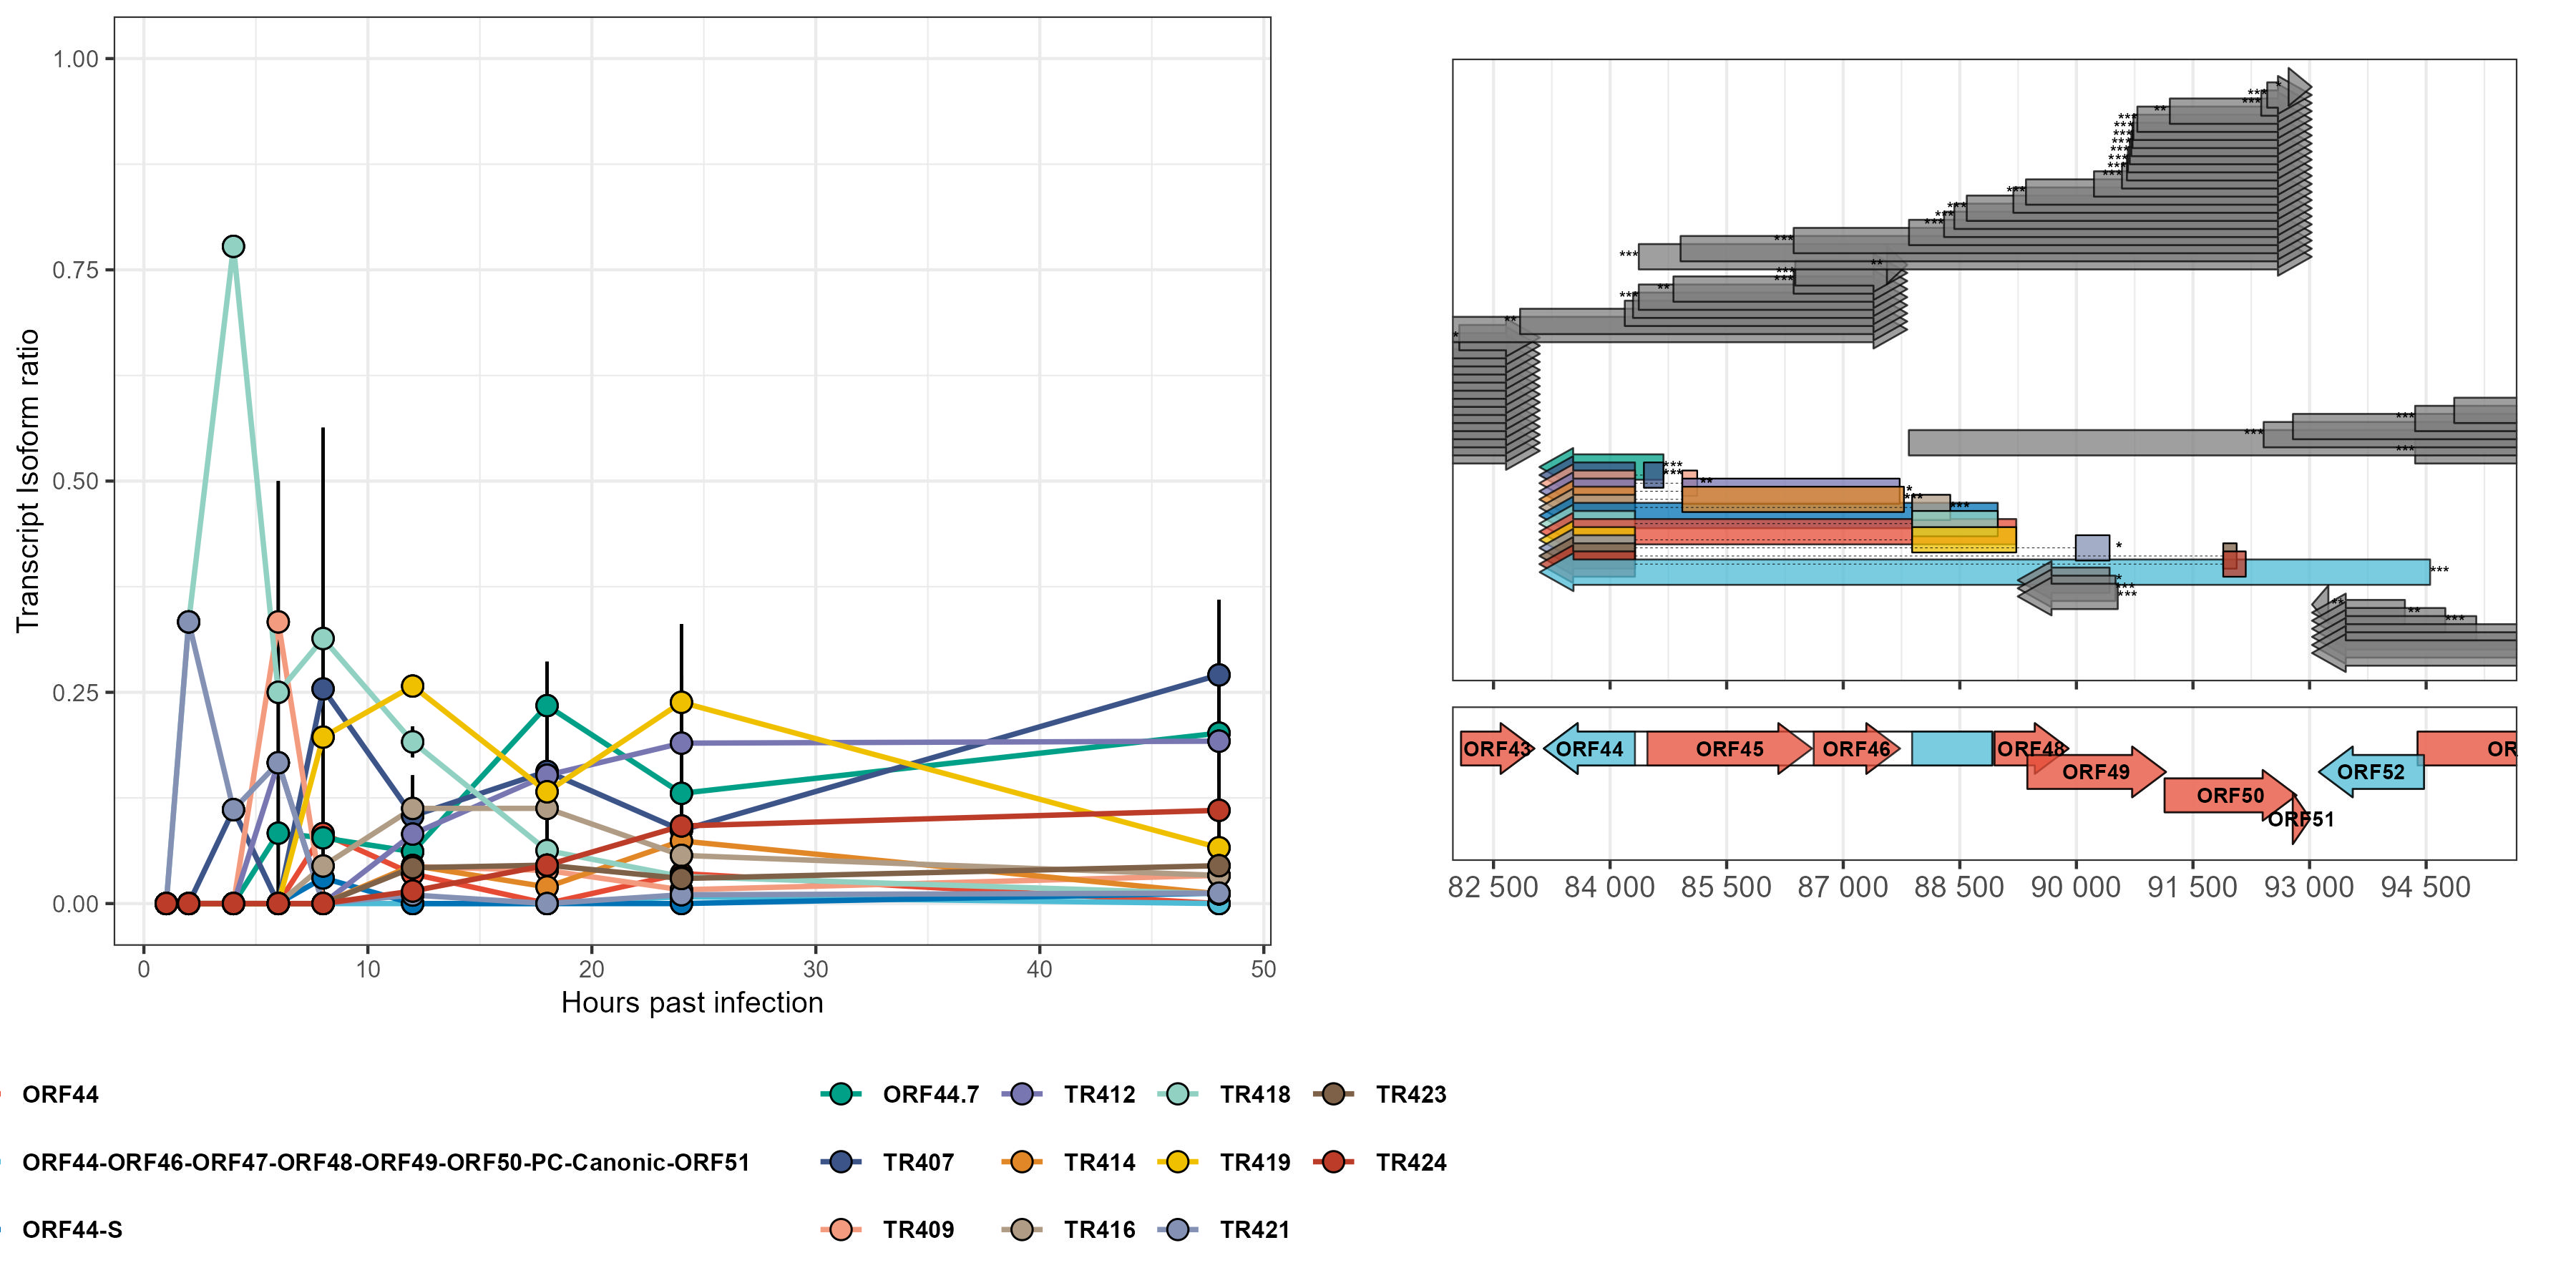 1.00
0.75
0.50
0.25
0.00
Transcript Isoform ratio
0 10 20 30 40 50
Hours past infection
ORF43 ORF44 ORF45 ORF46 ORF48
ORF49 ORF52
ORF50
ORF51
82 500 84 000 85 500 87 000 88 500 90 000 91 500 93 000 94 500
ORF44 ORF44.7 TR412 TR418 TR423
ORF44-ORF46-ORF47-ORF48-ORF49-ORF50-PC-Canonic-ORF51 TR407 TR414 TR419 TR424
ORF44-S TR409 TR416 TR421